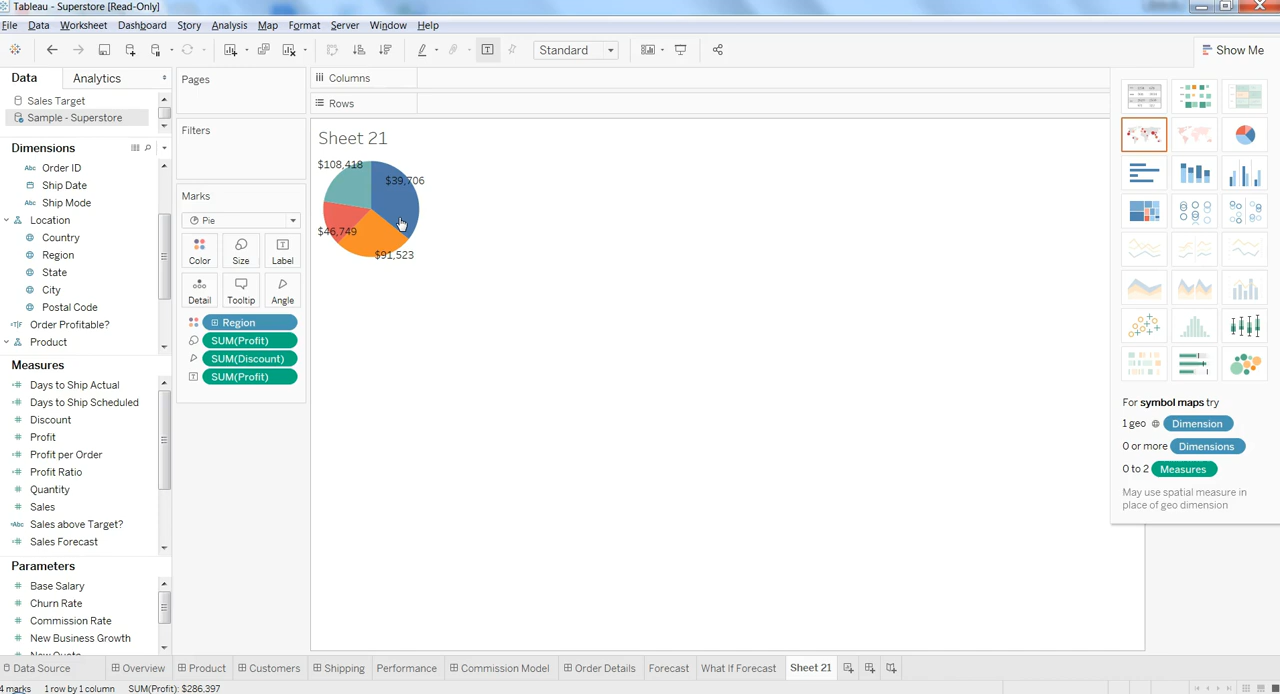 Tableau - Superstore [Read-Only]
File Data Worksheet Dashboard Story Analysis Map Format Server Window Help
Standard
Show Me
Data Analytics
Sales Target
Sample - Superstore
Dimensions
Abc Order ID
Ship Date
Abc Ship Mode
Location
Country
Region
State
City
Postal Code
Order Profitable?
Product
Measures
Days to Ship Actual
Days to Ship Scheduled
Discount
Profit
Profit per Order
Profit Ratio
Quantity
Sales
Abc Sales above Target?
Sales Forecast
Parameters
Base Salary
Churn Rate
Commission Rate
New Business Growth
Pages
Filters
Marks
Pie
Color Size Label
Detail Tooltip Angle
Region
SUM(Profit)
SUM(Discount)
SUM(Profit)
Columns
Rows
Sheet 21
$108,418
$39,706
$46,749
$91,523
For symbol maps try
1 geo Dimension
0 or more Dimensions
0 to 2 Measures
May use spatial measure in
place of geo dimension
Data Source Overview Product Customers Shipping Performance Commission Model Order Details Forecast What If Forecast Sheet 21
4 marks 1 row by 1 column SUM(Profit): $286,397